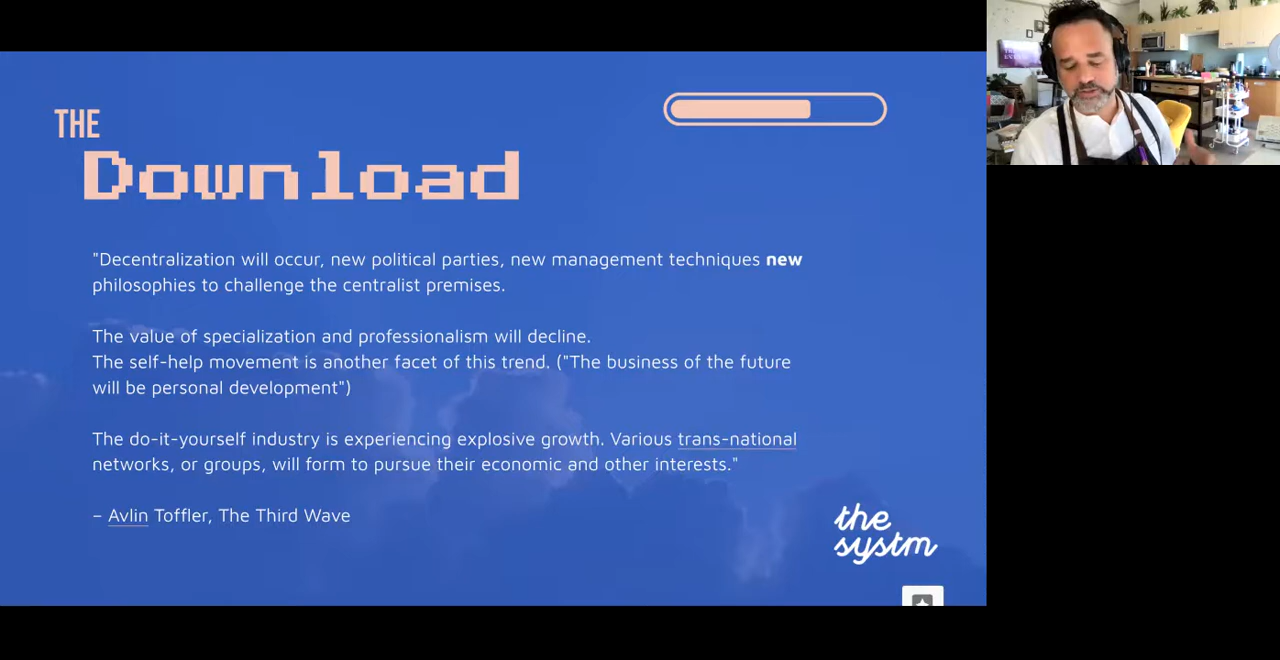 THE
Download
"Decentralization will occur, new political parties, new management techniques new
philosophies to challenge the centralist premises.
The value of specialization and professionalism will decline.
The self-help movement is another facet of this trend. ("The business of the future
will be personal development")
The do-it-yourself industry is experiencing explosive growth. Various trans-national
networks, or groups, will form to pursue their economic and other interests."
– Avlin Toffler, The Third Wave
the
systm